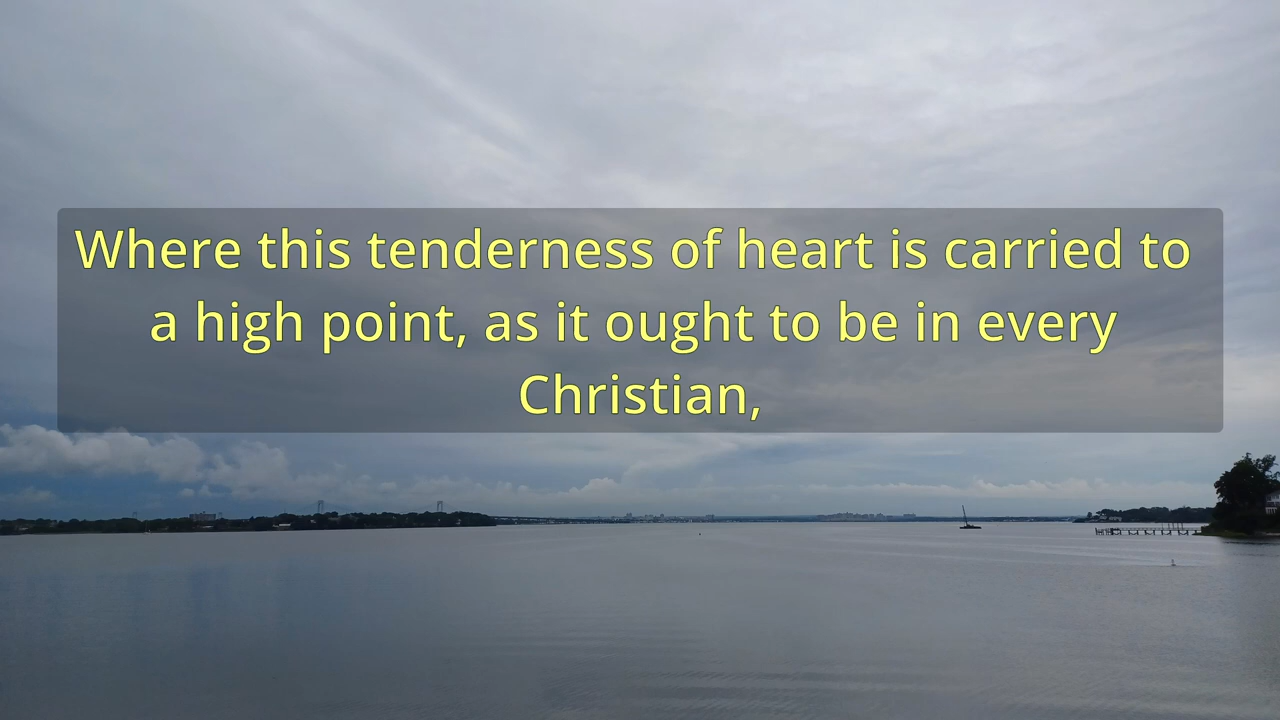 Where this tenderness of heart is carried to
a high point, as it ought to be in every
Christian,